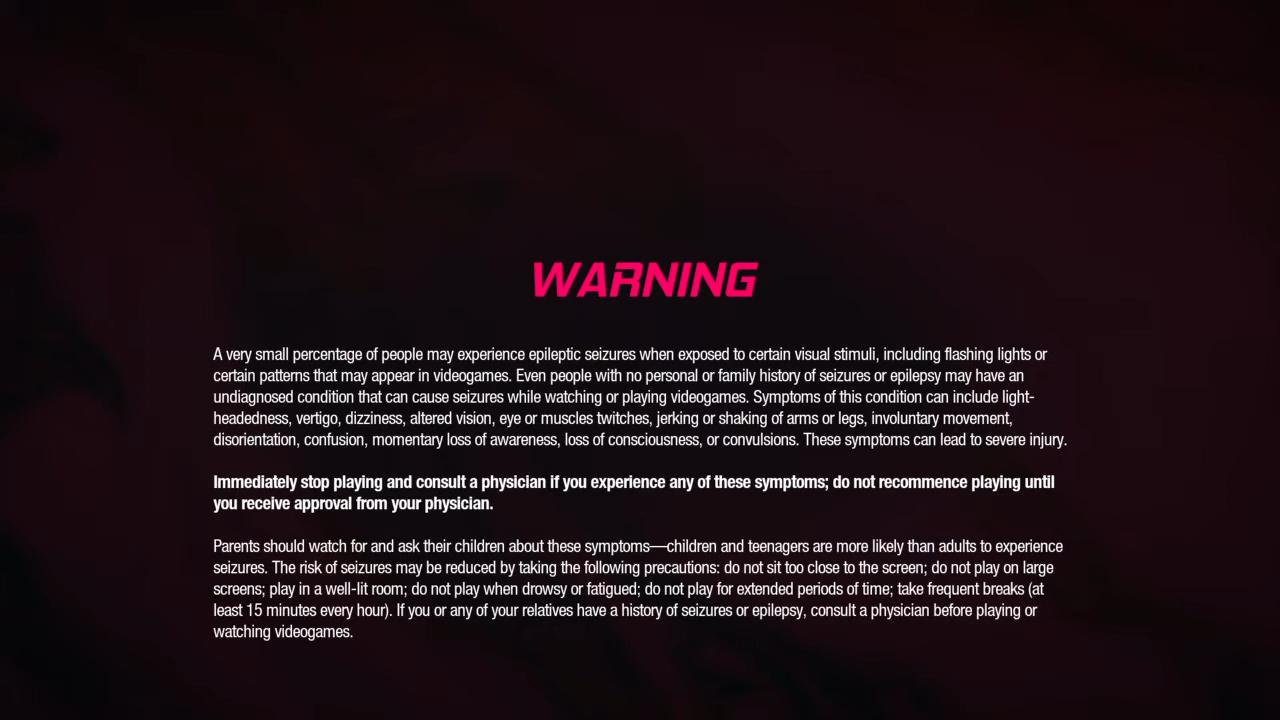 WARNING
A very small percentage of people may experience epileptic seizures when exposed to certain visual stimuli, including flashing lights or
certain patterns that may appear in videogames. Even people with no personal or family history of seizures or epilepsy may have an
undiagnosed condition that can cause seizures while watching or playing videogames. Symptoms of this condition can include light-
headedness, vertigo, dizziness, altered vision, eye or muscles twitches, jerking or shaking of arms or legs, involuntary movement,
disorientation, confusion, momentary loss of awareness, loss of consciousness, or convulsions. These symptoms can lead to severe injury.
Immediately stop playing and consult a physician if you experience any of these symptoms; do not recommence playing until
you receive approval from your physician.
Parents should watch for and ask their children about these symptoms—children and teenagers are more likely than adults to experience
seizures. The risk of seizures may be reduced by taking the following precautions: do not sit too close to the screen; do not play on large
screens; play in a well-lit room; do not play when drowsy or fatigued; do not play for extended periods of time; take frequent breaks (at
least 15 minutes every hour). If you or any of your relatives have a history of seizures or epilepsy, consult a physician before playing or
watching videogames.